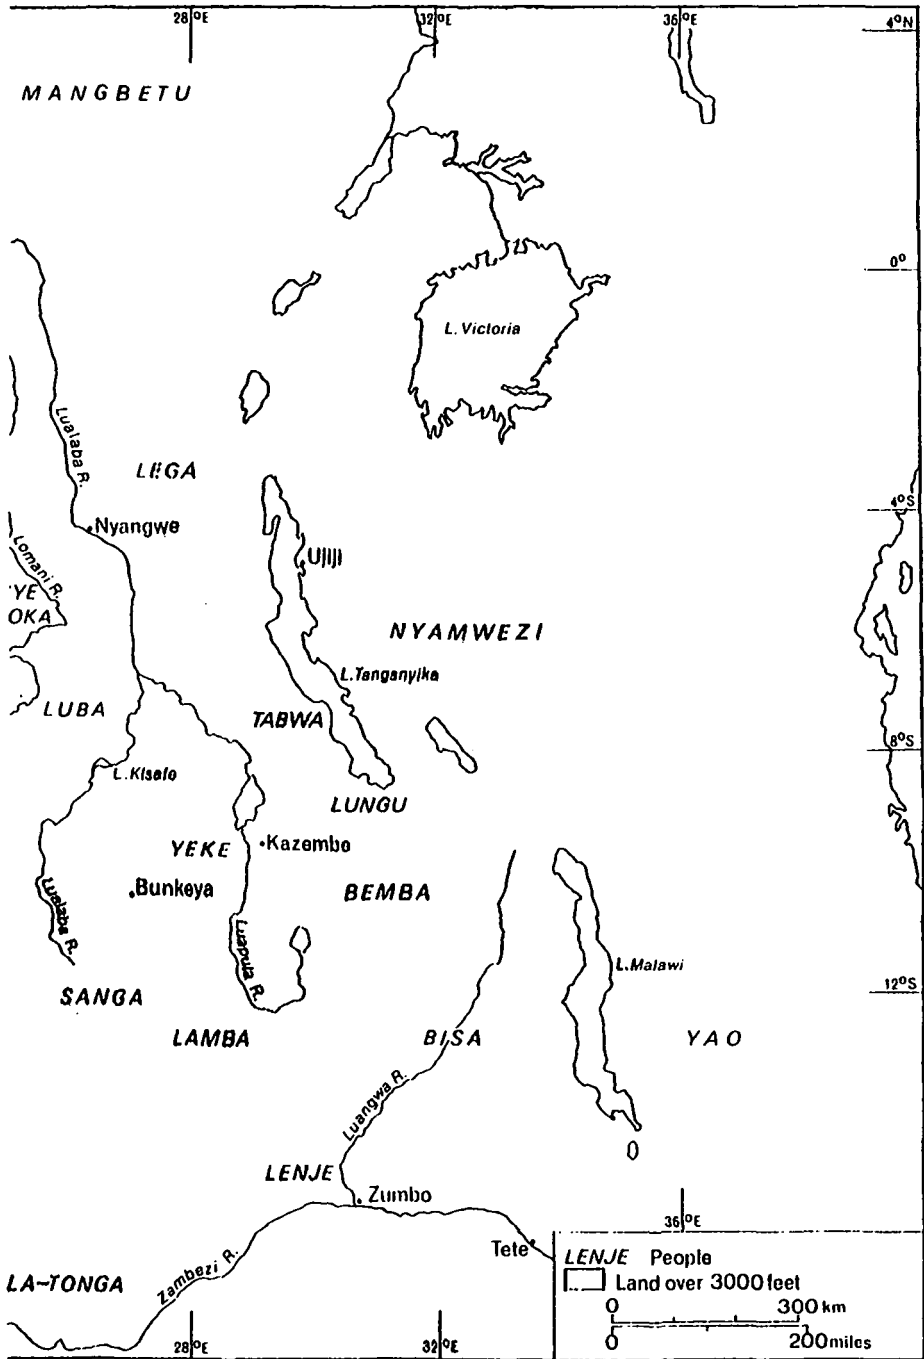 28°E
32°E
36°E
4°N
MANGBETU
0°
L. Victoria
Lualaba R.
LEGA
4°S
Nyangwe
Ujiji
Lomani R.
YE
OKA
NYAMWEZI
L.Tanganyika
LUBA
TABWA
8°S
L.Kisale
LUNGU
YEKE
Kazembe
Bunkeya
BEMBA
Lualaba R.
Luapula R.
L.Malawi
12°S
SANGA
LAMBA
BISA
YAO
Luangwa R.
LENJE
Zumbo
36°E
Tete
LENJE People
Land over 3000 feet
LA-TONGA
Zambezi R.
0 300 km
0 200 miles
28°E
32°E